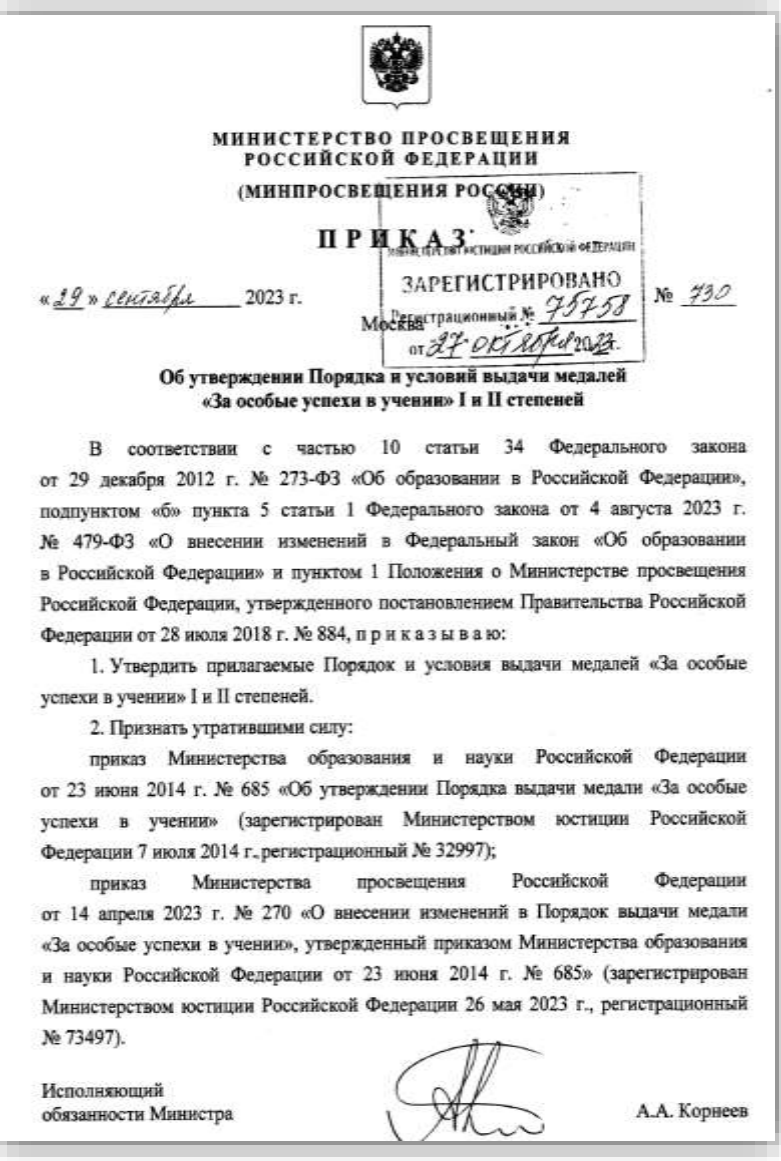 МИНИСТЕРСТВО ПРОСВЕЩЕНИЯ
РОССИЙСКОЙ ФЕДЕРАЦИИ
(МИНПРОСВЕЩЕНИЯ РОССИИ)
ПРИКАЗ
МИНИСТЕРСТВО ЮСТИЦИИ РОССИЙСКОЙ ФЕДЕРАЦИИ
ЗАРЕГИСТРИРОВАНО
Регистрационный № 75758
от 27 октября 2023г.
«29» сентября 2023 г.
№ 730
Москва
Об утверждении Порядка и условий выдачи медалей
«За особые успехи в учении» I и II степеней
В соответствии с частью 10 статьи 34 Федерального закона
от 29 декабря 2012 г. № 273-ФЗ «Об образовании в Российской Федерации»,
подпунктом «б» пункта 5 статьи 1 Федерального закона от 4 августа 2023 г.
№ 479-ФЗ «О внесении изменений в Федеральный закон «Об образовании
в Российской Федерации» и пунктом 1 Положения о Министерстве просвещения
Российской Федерации, утвержденного постановлением Правительства Российской
Федерации от 28 июля 2018 г. № 884, п р и к а з ы в а ю:
1. Утвердить прилагаемые Порядок и условия выдачи медалей «За особые
успехи в учении» I и II степеней.
2. Признать утратившими силу:
приказ Министерства образования и науки Российской Федерации
от 23 июня 2014 г. № 685 «Об утверждении Порядка выдачи медали «За особые
успехи в учении» (зарегистрирован Министерством юстиции Российской
Федерации 7 июля 2014 г., регистрационный № 32997);
приказ Министерства просвещения Российской Федерации
от 14 апреля 2023 г. № 270 «О внесении изменений в Порядок выдачи медали
«За особые успехи в учении», утвержденный приказом Министерства образования
и науки Российской Федерации от 23 июня 2014 г. № 685» (зарегистрирован
Министерством юстиции Российской Федерации 26 мая 2023 г., регистрационный
№ 73497).
Исполняющий
обязанности Министра
А.А. Корнеев